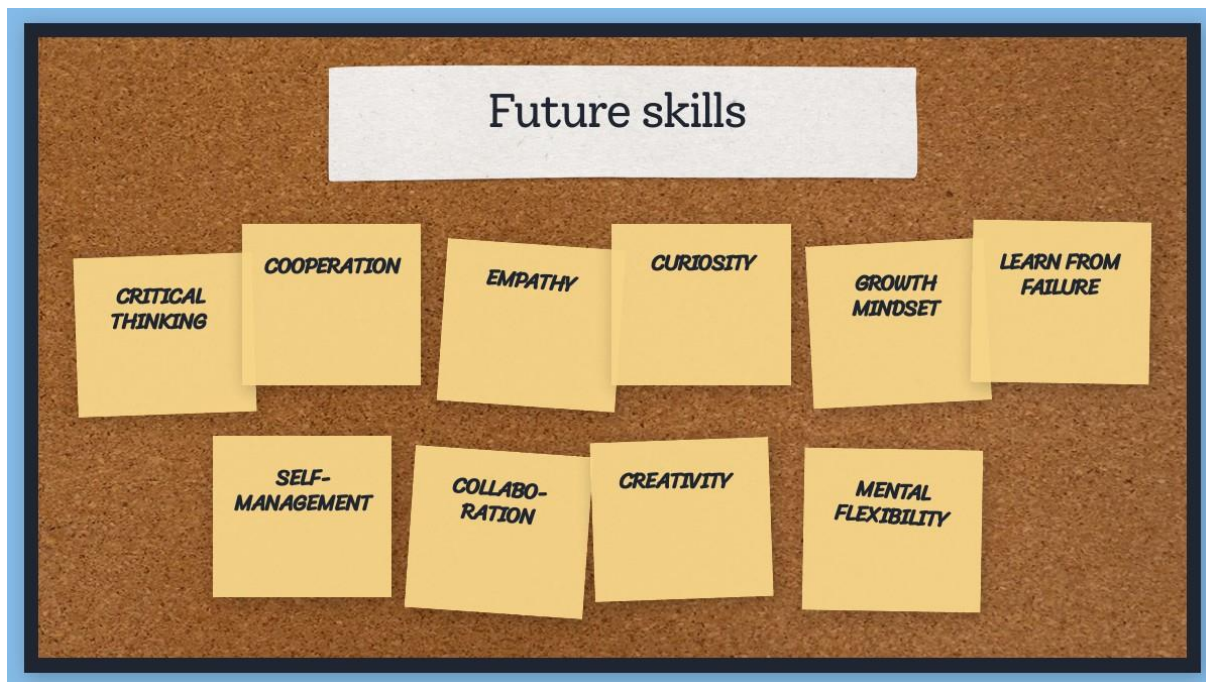 Future skills
CRITICAL
THINKING
COOPERATION
EMPATHY
CURIOSITY
GROWTH
MINDSET
LEARN FROM
FAILURE
SELF-
MANAGEMENT
COLLABO-
RATION
CREATIVITY
MENTAL
FLEXIBILITY